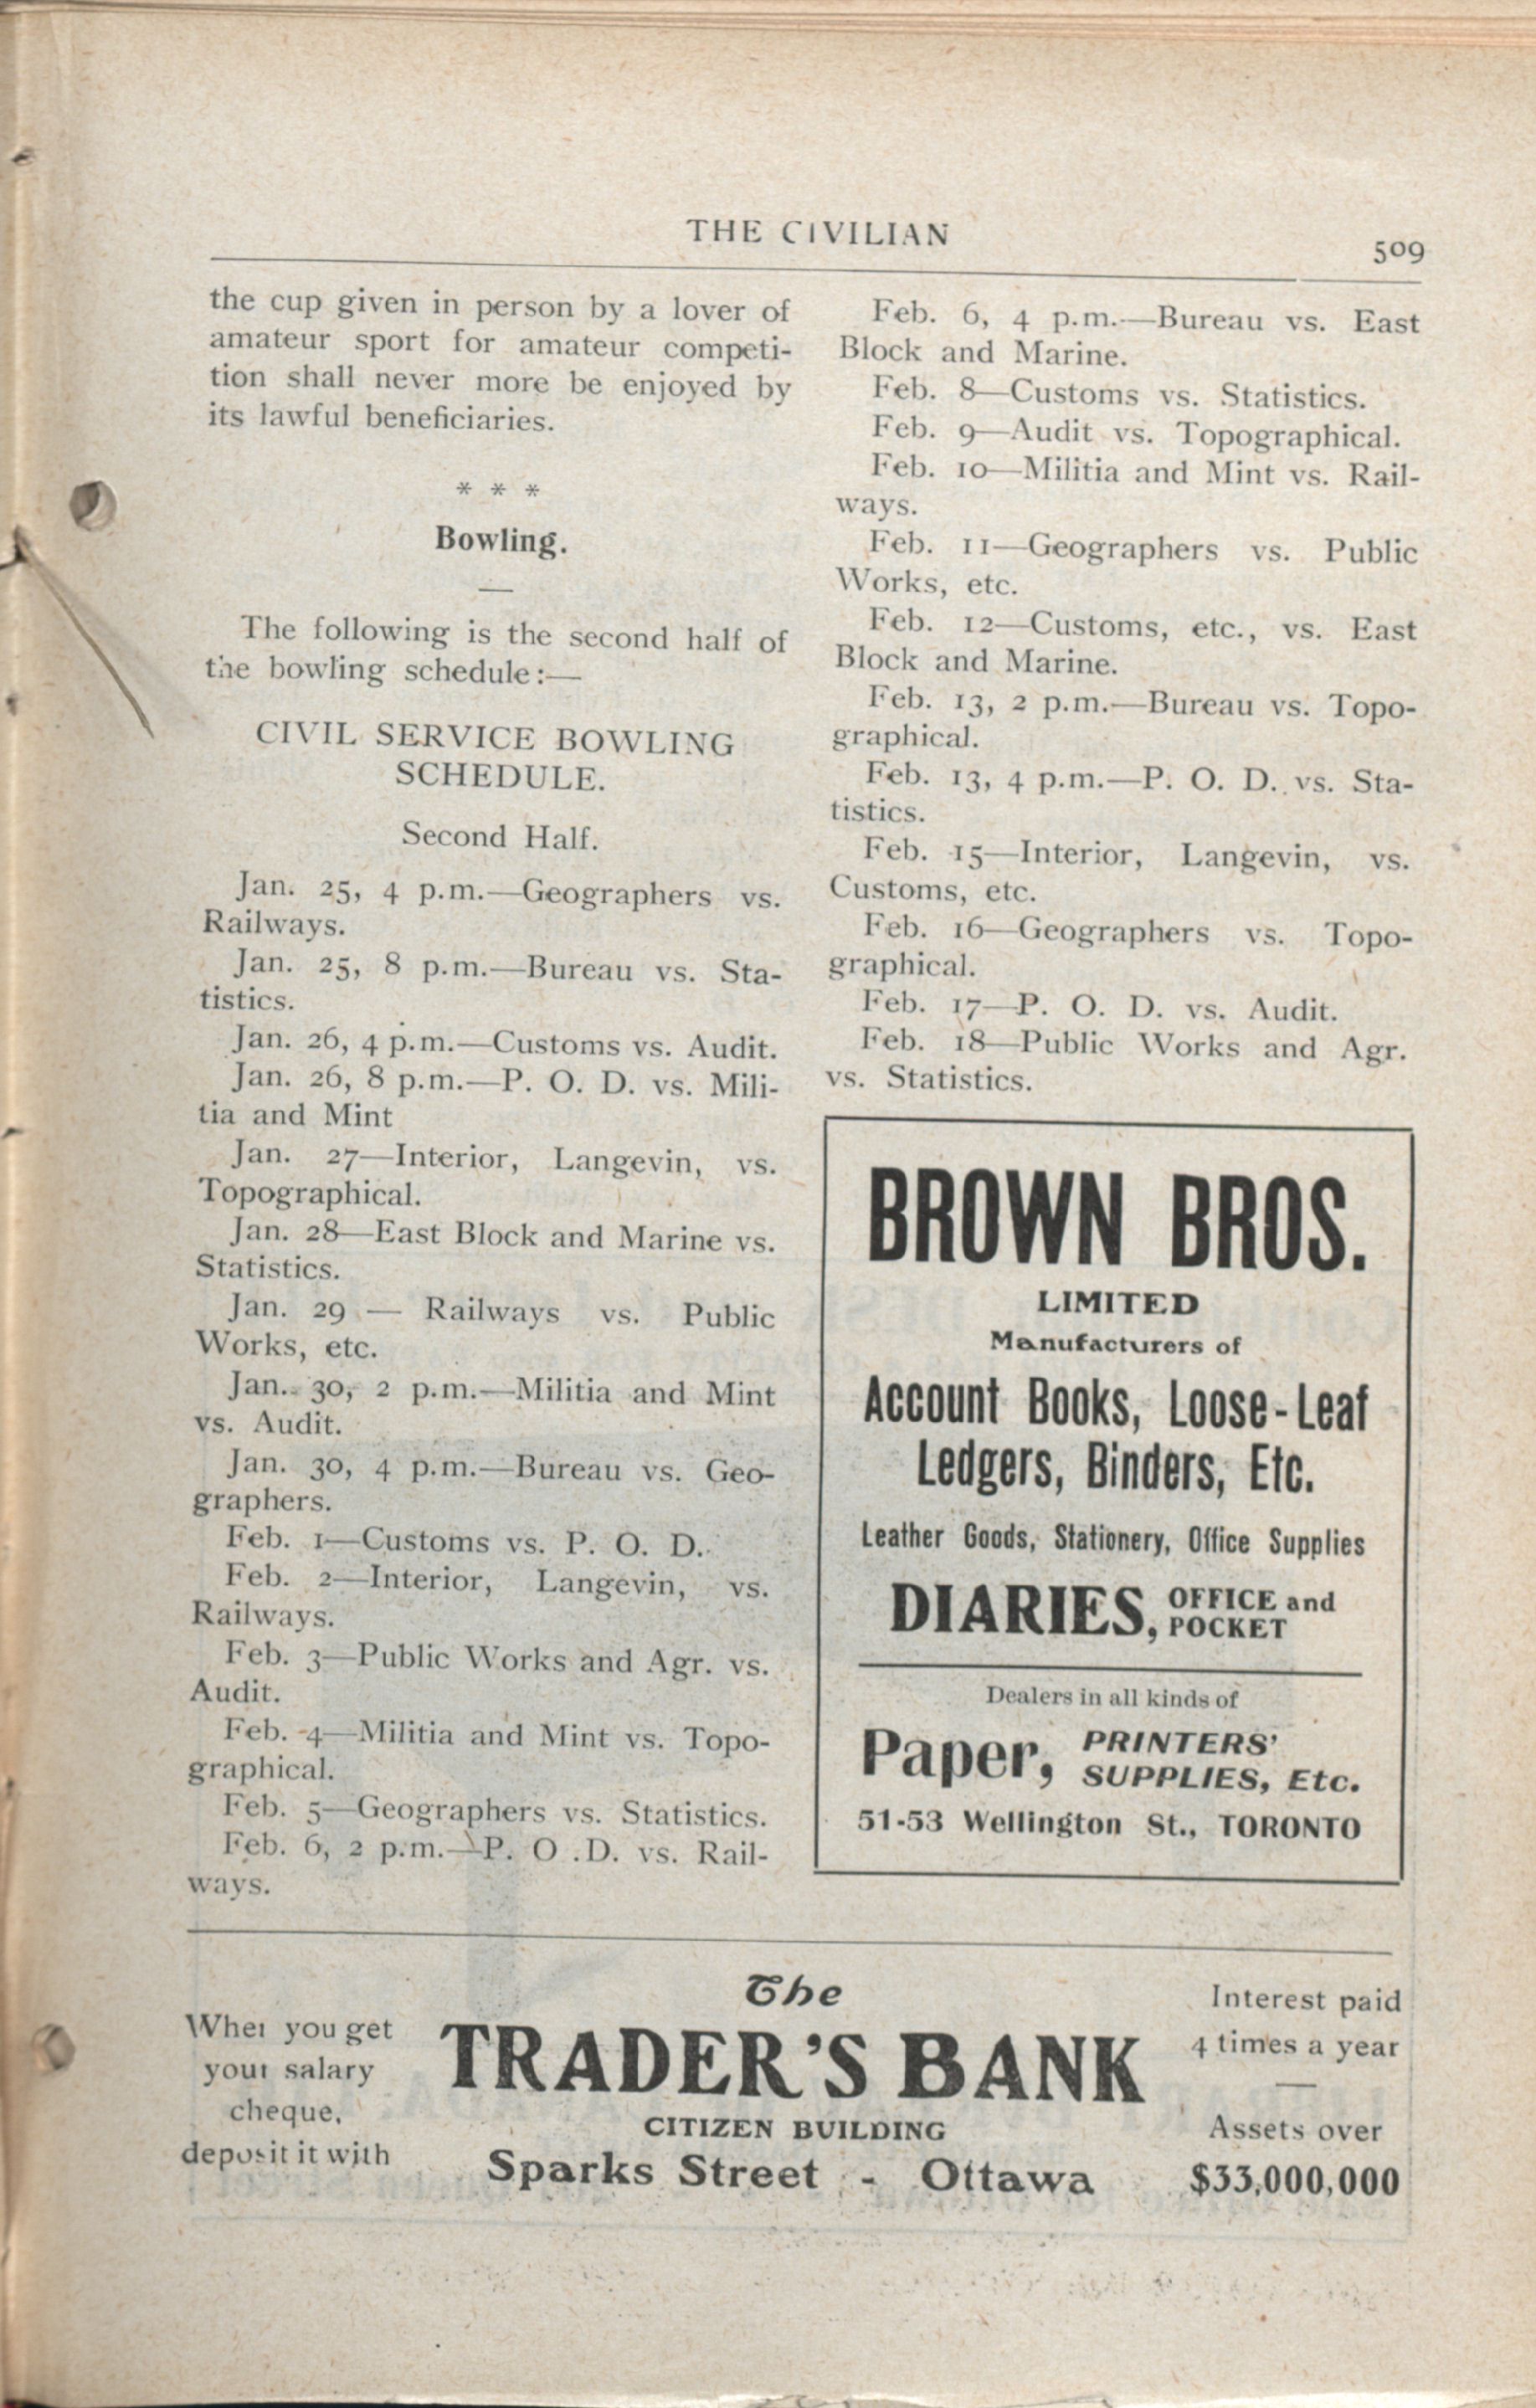 THE CIVILIAN
509
the cup given in person by a lover of
amateur sport for amateur competi-
tion shall never more be enjoyed by
its lawful beneficiaries.
* * *
Bowling.
The following is the second half of
the bowling schedule:—
CIVIL SERVICE BOWLING
SCHEDULE.
Second Half.
Jan. 25, 4 p.m.—Geographers vs.
Railways.
Jan. 25, 8 p.m.—Bureau vs. Sta-
tistics.
Jan. 26, 4 p.m.—Customs vs. Audit.
Jan. 26, 8 p.m.—P. O. D. vs. Mili-
tia and Mint
Jan. 27—Interior, Langevin, vs.
Topographical.
Jan. 28—East Block and Marine vs.
Statistics.
Jan. 29 — Railways vs. Public
Works, etc.
Jan. 30, 2 p.m.—Militia and Mint
vs. Audit.
Jan. 30, 4 p.m.—Bureau vs. Geo-
graphers.
Feb. 1—Customs vs. P. O. D.
Feb. 2—Interior, Langevin, vs.
Railways.
Feb. 3—Public Works and Agr. vs.
Audit.
Feb. 4—Militia and Mint vs. Topo-
graphical.
Feb. 5—Geographers vs. Statistics.
Feb. 6, 2 p.m.—P. O .D. vs. Rail-
ways.
Feb. 6, 4 p.m.—Bureau vs. East
Block and Marine.
Feb. 8—Customs vs. Statistics.
Feb. 9—Audit vs. Topographical.
Feb. 10—Militia and Mint vs. Rail-
ways.
Feb. 11—Geographers vs. Public
Works, etc.
Feb. 12—Customs, etc., vs. East
Block and Marine.
Feb. 13, 2 p.m.—Bureau vs. Topo-
graphical.
Feb. 13, 4 p.m.—P. O. D. vs. Sta-
tistics.
Feb. 15—Interior, Langevin, vs.
Customs, etc.
Feb. 16—Geographers vs. Topo-
graphical.
Feb. 17—P. O. D. vs. Audit.
Feb. 18—Public Works and Agr.
vs. Statistics.
BROWN BROS.
LIMITED
Manufacturers of
Account Books, Loose-Leaf
Ledgers, Binders, Etc.
Leather Goods, Stationery, Office Supplies
DIARIES, OFFICE and
POCKET
Dealers in all kinds of
Paper, PRINTERS'
SUPPLIES, Etc.
51-53 Wellington St., TORONTO
When you get
your salary
cheque,
deposit it with
The
TRADER'S BANK
CITIZEN BUILDING
Sparks Street - Ottawa
Interest paid
4 times a year
Assets over
$33,000,000